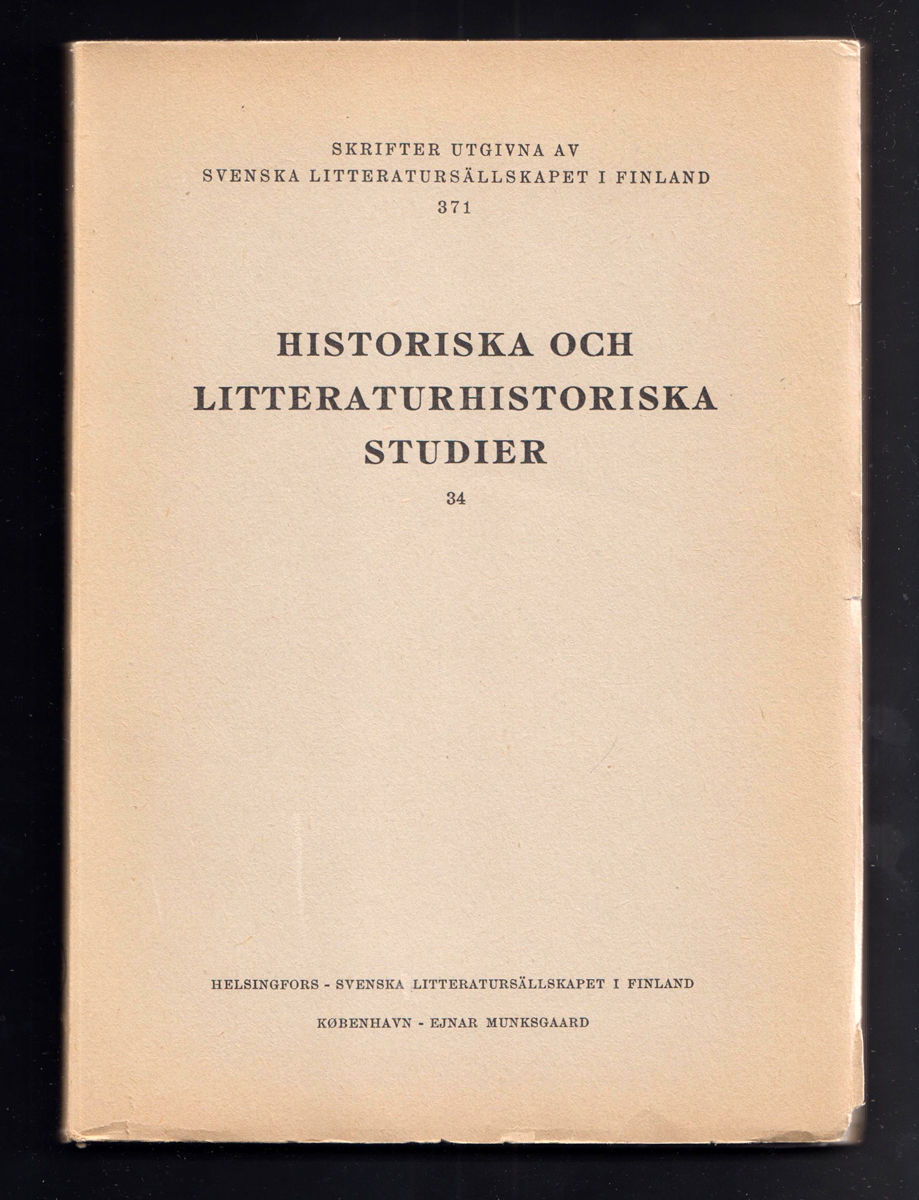 SKRIFTER UTGIVNA AV
SVENSKA LITTERATURSÄLLSKAPET I FINLAND
371
HISTORISKA OCH
LITTERATURHISTORISKA
STUDIER
34
HELSINGFORS - SVENSKA LITTERATURSÄLLSKAPET I FINLAND
KØBENHAVN - EJNAR MUNKSGAARD